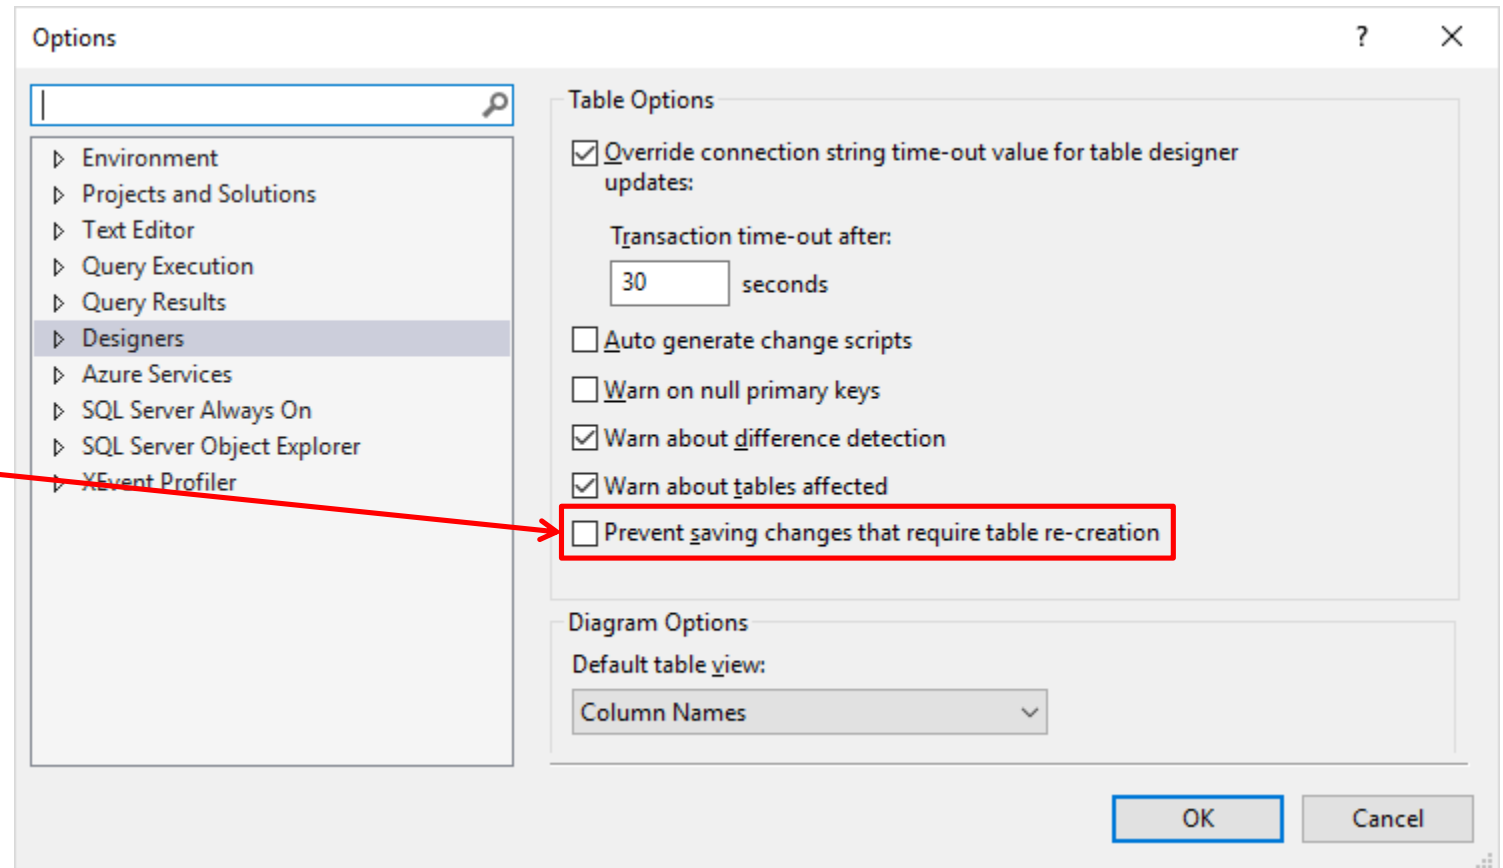 Options
?
Environment
Projects and Solutions
Text Editor
Query Execution
Query Results
Designers
Azure Services
SQL Server Always On
SQL Server Object Explorer
XEvent Profiler
Table Options
Override connection string time-out value for table designer
updates:
Transaction time-out after:
30 seconds
Auto generate change scripts
Warn on null primary keys
Warn about difference detection
Warn about tables affected
Prevent saving changes that require table re-creation
Diagram Options
Default table view:
Column Names
OK Cancel